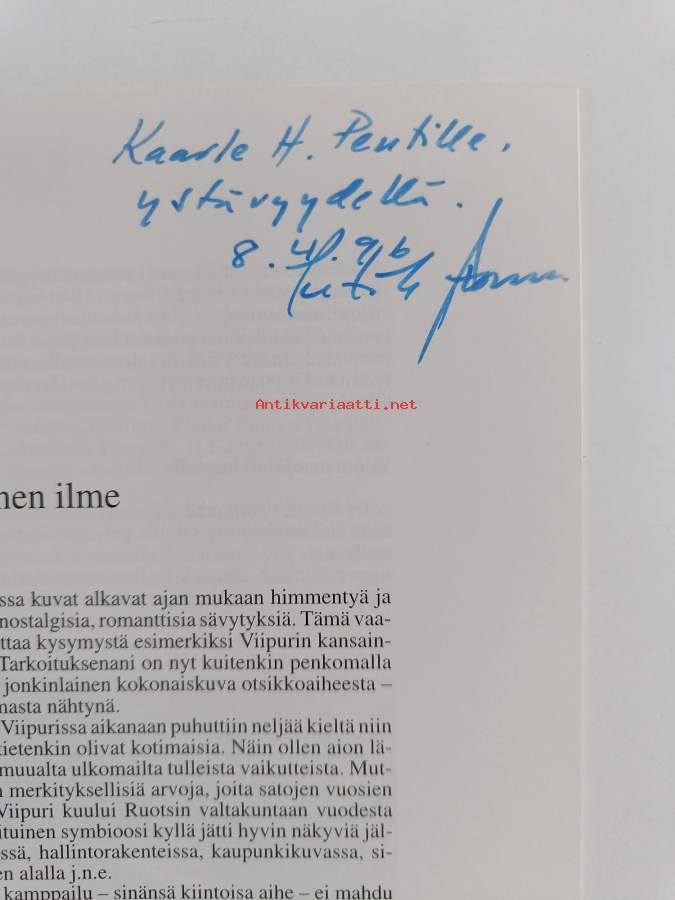 Kaarle H. Pentille,
ystävyydellä.
8. 4. 96
Antikvariaatti.net
nen ilme
ssa kuvat alkavat ajan mukaan himmentyä ja
nostalgisia, romanttisia sävytyksiä. Tämä vaa-
ttaa kysymystä esimerkiksi Viipurin kansain-
Tarkoituksenani on nyt kuitenkin penkomalla
jonkinlainen kokonaiskuva otsikkoaiheesta –
masta nähtynä.
Viipurissa aikanaan puhuttiin neljää kieltä niin
tietenkin olivat kotimaisia. Näin ollen aion lä-
muualta ulkomailta tulleista vaikutteista. Mut-
n merkityksellisiä arvoja, joita satojen vuosien
Viipuri kuului Ruotsin valtakuntaan vuodesta
ituinen symbioosi kyllä jätti hyvin näkyviä jäl-
ssä, hallintorakenteissa, kaupunkikuvassa, si-
en alalla j.n.e.
kamppailu – sinänsä kiintoisa aihe – ei mahdu